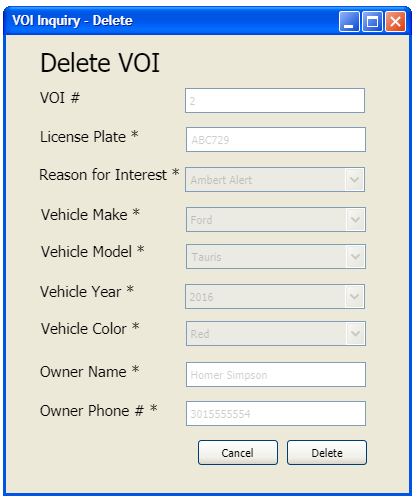 VOI Inquiry - Delete
Delete VOI
VOI # 2
License Plate * ABC729
Reason for Interest * Ambert Alert
Vehicle Make * Ford
Vehicle Model * Tauris
Vehicle Year * 2016
Vehicle Color * Red
Owner Name * Homer Simpson
Owner Phone # * 3015555554
Cancel Delete